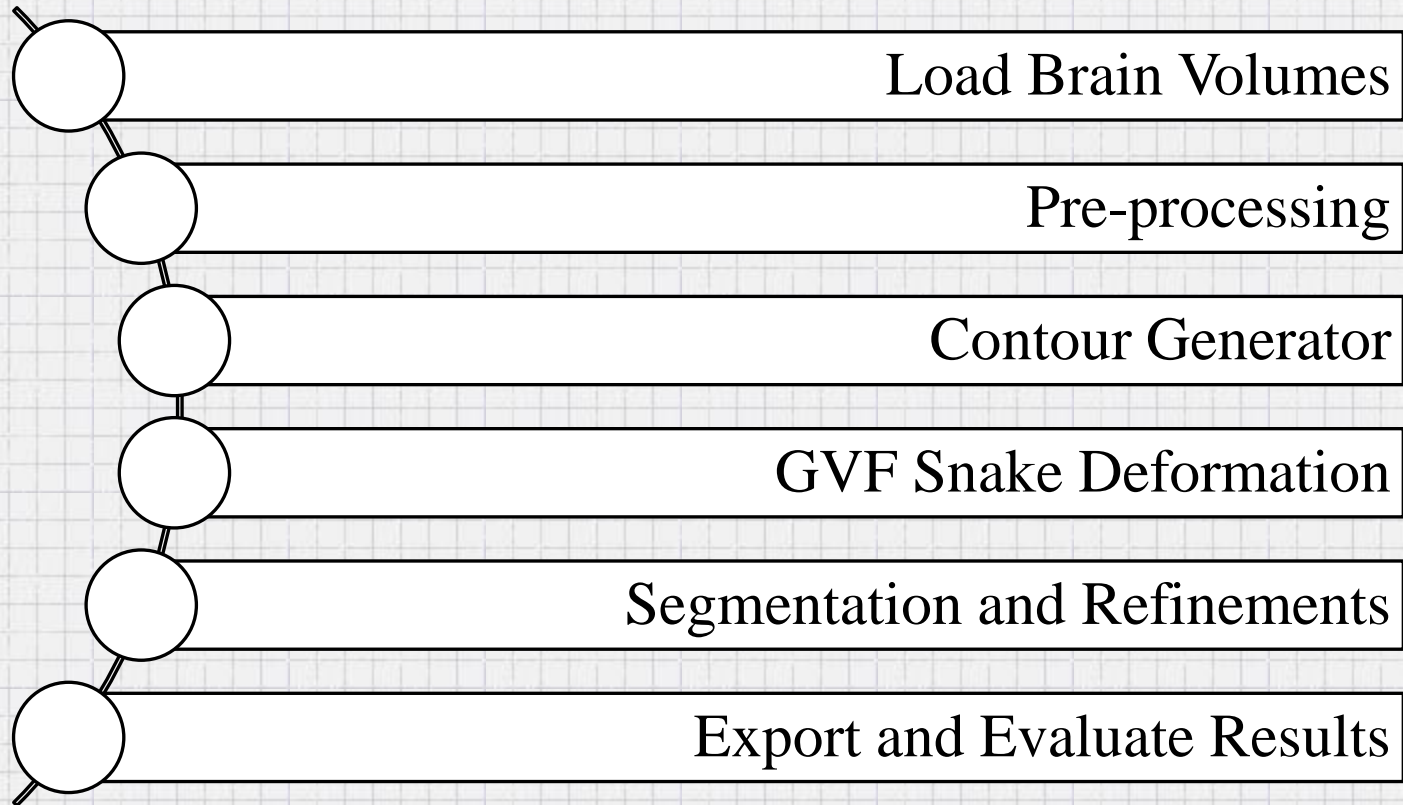 Load Brain Volumes
Pre-processing
Contour Generator
GVF Snake Deformation
Segmentation and Refinements
Export and Evaluate Results